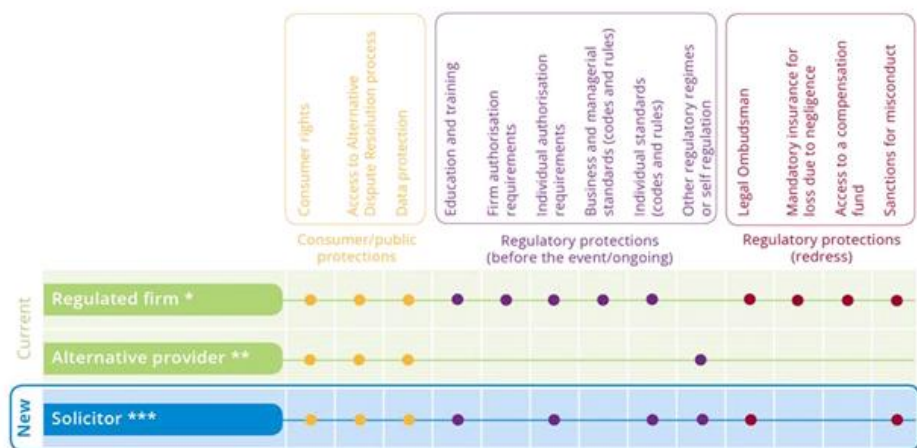 Consumer rights
Access to Alternative
Dispute Resolution process
Data protection
Education and training
Firm authorisation
requirements
Individual authorisation
requirements
Business and managerial
standards (codes and rules)
Individual standards
(codes and rules)
Other regulatory regimes
or self regulation
Legal Ombudsman
Mandatory insurance for
loss due to negligence
Access to a compensation
fund
Sanctions for misconduct
Consumer/public
protections
Regulatory protections
(before the event/ongoing)
Regulatory protections
(redress)
Current
Regulated firm *
Alternative provider **
New
Solicitor ***